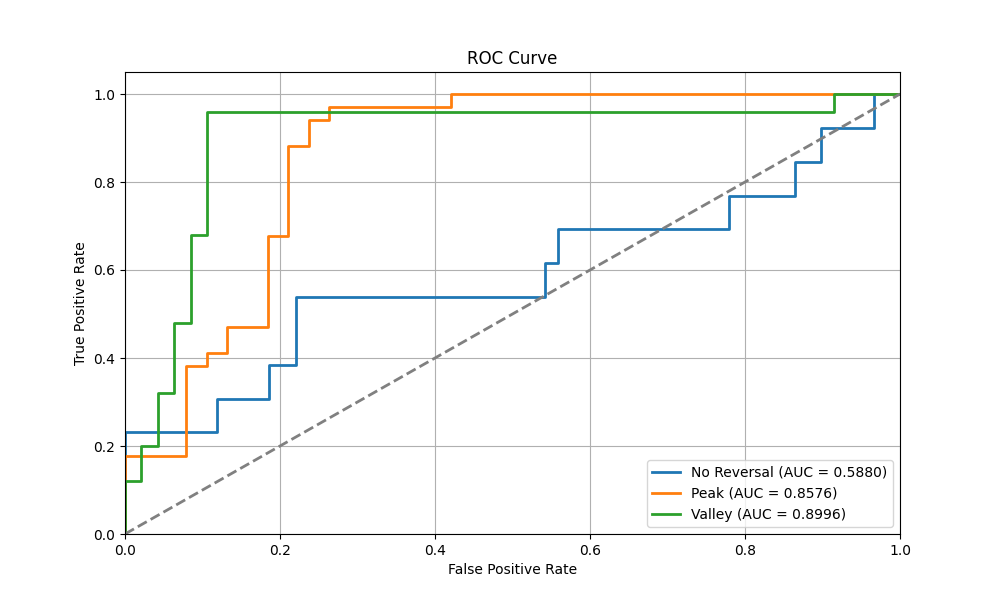 ROC Curve
1.0
0.8
0.6
0.4
0.2
0.0
True Positive Rate
0.0 0.2 0.4 0.6 0.8 1.0
False Positive Rate
No Reversal (AUC = 0.5880)
Peak (AUC = 0.8576)
Valley (AUC = 0.8996)